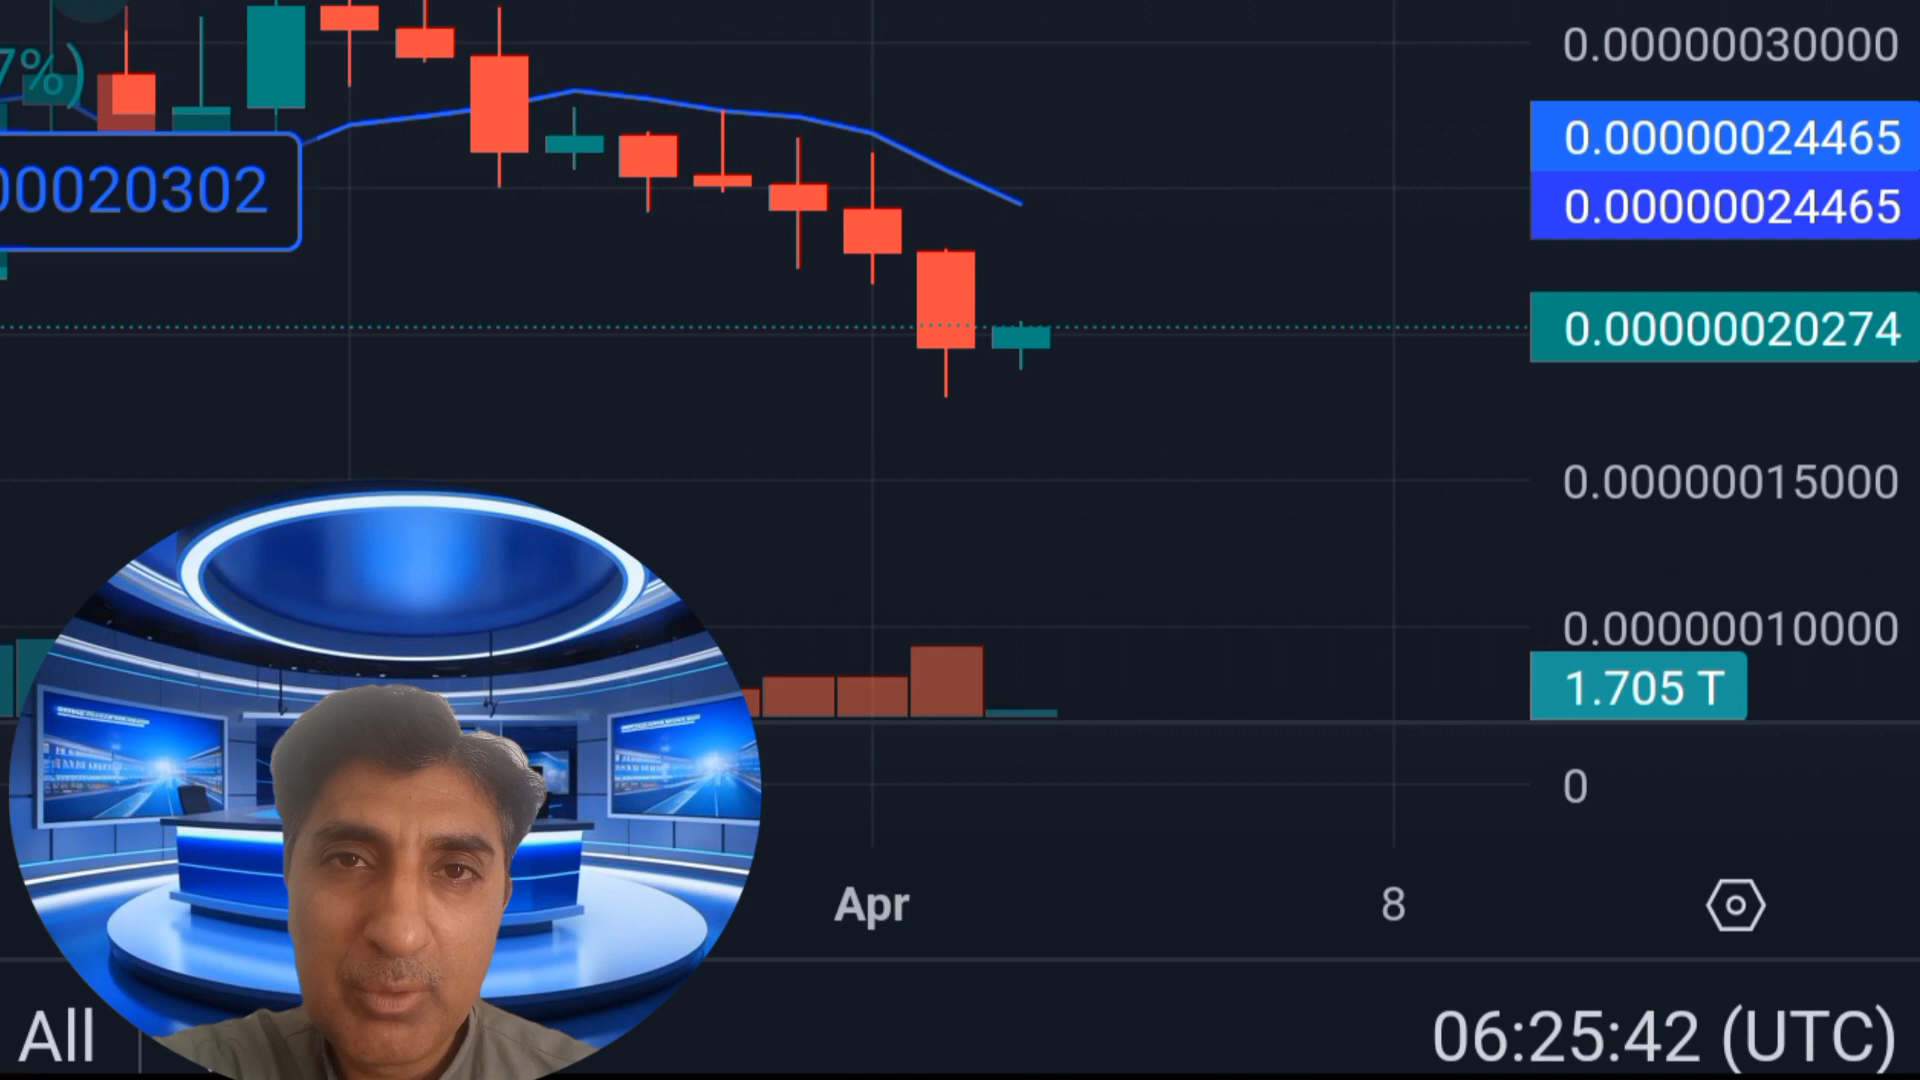 7%)
0.00000030000
0.00000024465
00020302
0.00000024465
0.00000020274
0.00000015000
0.00000010000
1.705 T
0
Apr
8
All
06:25:42 (UTC)